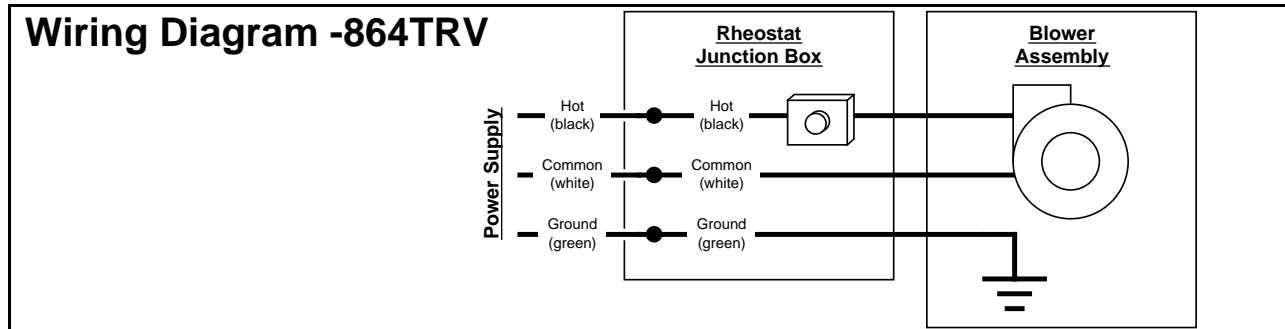 Wiring Diagram -864TRV
Rheostat
Junction Box
Blower
Assembly
Power Supply
Hot
(black)
Hot
(black)
Common
(white)
Common
(white)
Ground
(green)
Ground
(green)